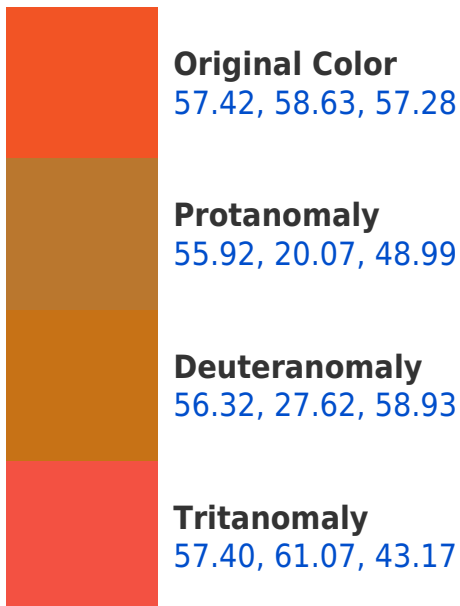 Original Color
57.42, 58.63, 57.28
Protanomaly
55.92, 20.07, 48.99
Deuteranomaly
56.32, 27.62, 58.93
Tritanomaly
57.40, 61.07, 43.17